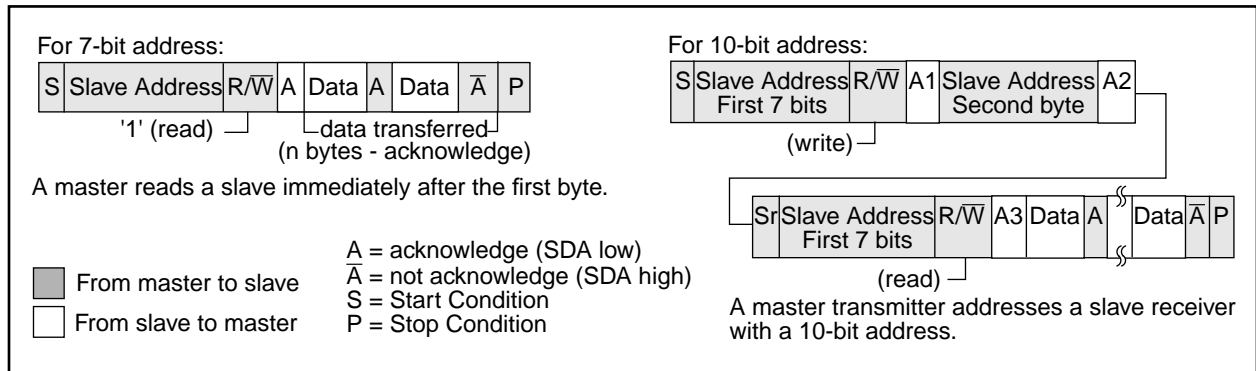 For 7-bit address:
S Slave Address R/W̅ A Data A Data A̅ P
'1' (read)
data transferred
(n bytes - acknowledge)
A master reads a slave immediately after the first byte.
From master to slave
From slave to master
A = acknowledge (SDA low)
A̅ = not acknowledge (SDA high)
S = Start Condition
P = Stop Condition
For 10-bit address:
S Slave Address First 7 bits R/W̅ A1 Slave Address Second byte A2
(write)
Sr Slave Address First 7 bits R/W̅ A3 Data A Data A̅ P
(read)
A master transmitter addresses a slave receiver
with a 10-bit address.